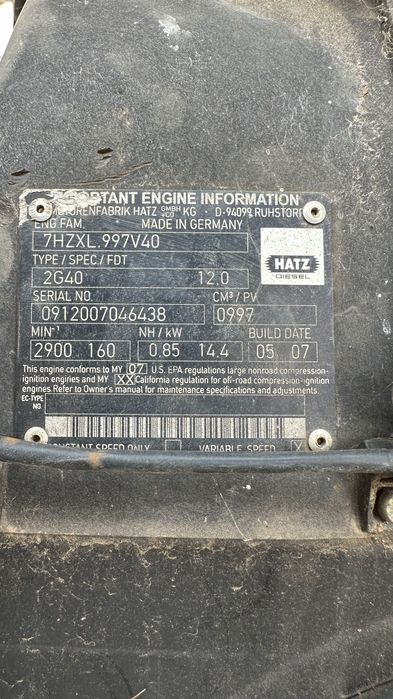 IMPORTANT ENGINE INFORMATION
MOTORENFABRIK HATZ GMBH +CO KG · D-94099 RUHSTORF
ENG FAM. MADE IN GERMANY
7HZXL.997V40
HATZ
DIESEL
TYPE / SPEC / FDT
2G40 12.0
SERIAL NO. CM³ / PV
0912007046438 0997
MIN-¹ NH / kW BUILD DATE
2900 160 0.85 14.4 05 07
This engine conforms to MY 07 U.S. EPA regulations large nonroad compression-
ignition engines and MY XX California regulation for off-road compression-ignition
engines. Refer to Owner's manual for maintenance specifications and adjustments.
EC-TYPE
NO.
CONSTANT SPEED ONLY VARIABLE SPEED X